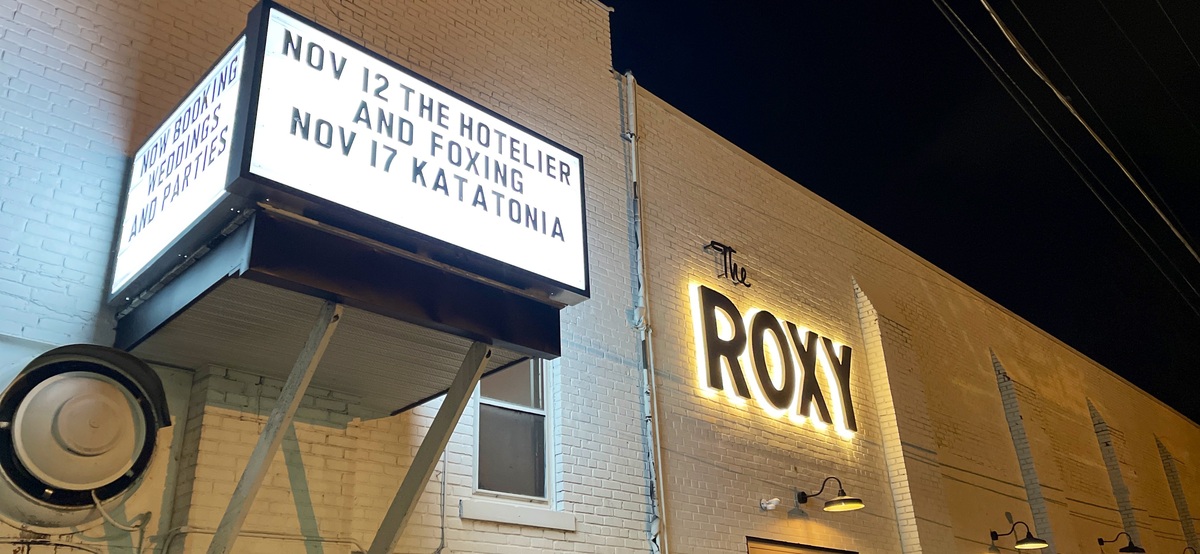 NOW BOOKING
WEDDINGS
AND PARTIES
NOV 12 THE HOTELIER
AND FOXING
NOV 17 KATATONIA
The
ROXY